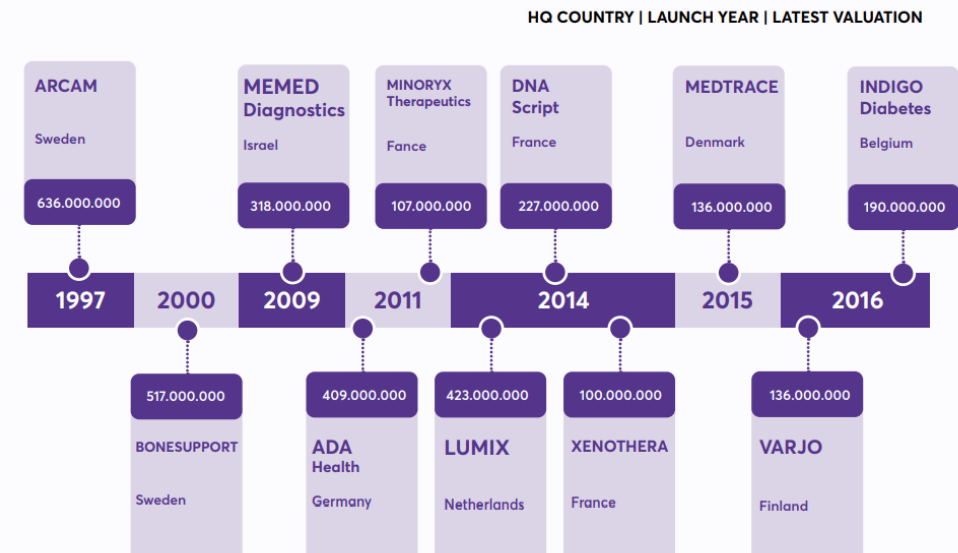 HQ COUNTRY | LAUNCH YEAR | LATEST VALUATION
ARCAM
Sweden
636.000.000
MEMED
Diagnostics
Israel
318.000.000
MINORYX
Therapeutics
Fance
107.000.000
DNA
Script
France
227.000.000
MEDTRACE
Denmark
136.000.000
INDIGO
Diabetes
Belgium
190.000.000
1997
2000
2009
2011
2014
2015
2016
517.000.000
BONESUPPORT
Sweden
409.000.000
ADA
Health
Germany
423.000.000
LUMIX
Netherlands
100.000.000
XENOTHERA
France
136.000.000
VARJO
Finland